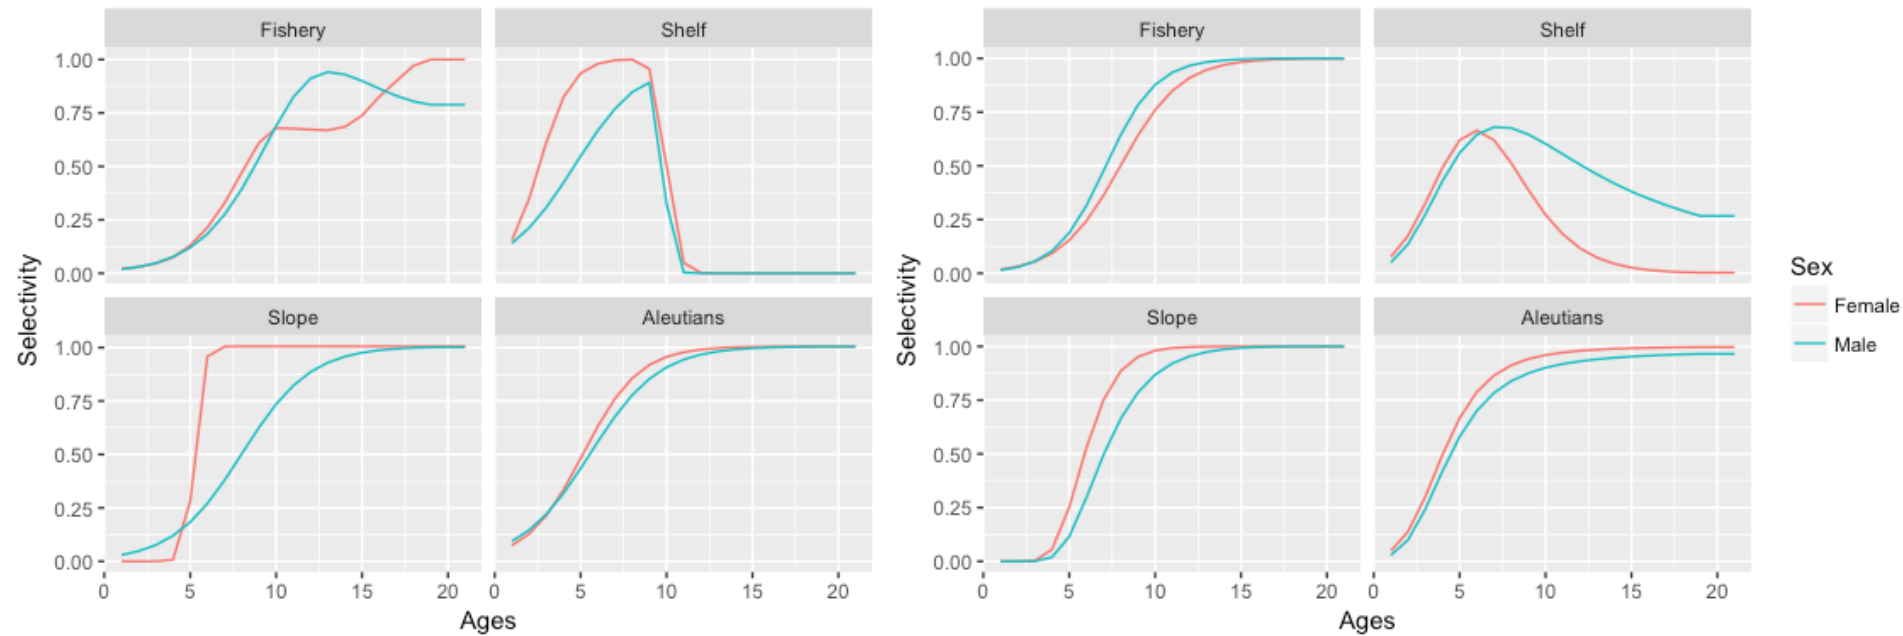 Fishery Shelf Fishery Shelf
1.00 1.00
0.75 0.75
0.50 0.50
0.25 0.25
0.00 0.00
Selectivity Selectivity
Sex
Female
Male
Slope Aleutians Slope Aleutians
1.00 1.00
0.75 0.75
0.50 0.50
0.25 0.25
0.00 0.00
0 5 10 15 20 0 5 10 15 20 0 5 10 15 20 0 5 10 15 20
Ages Ages